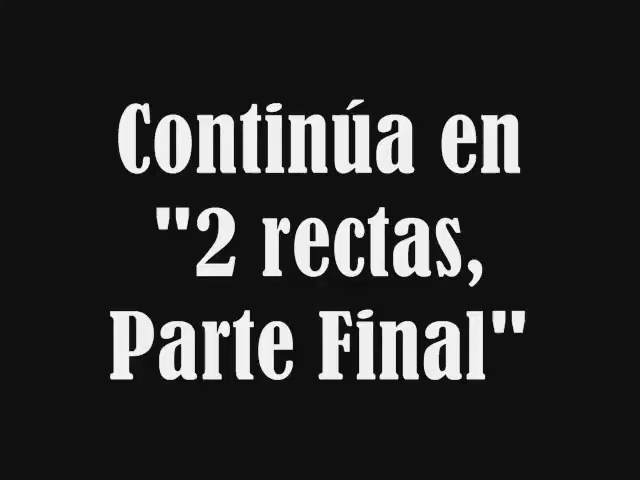 Continúa en
"2 rectas,
Parte Final"